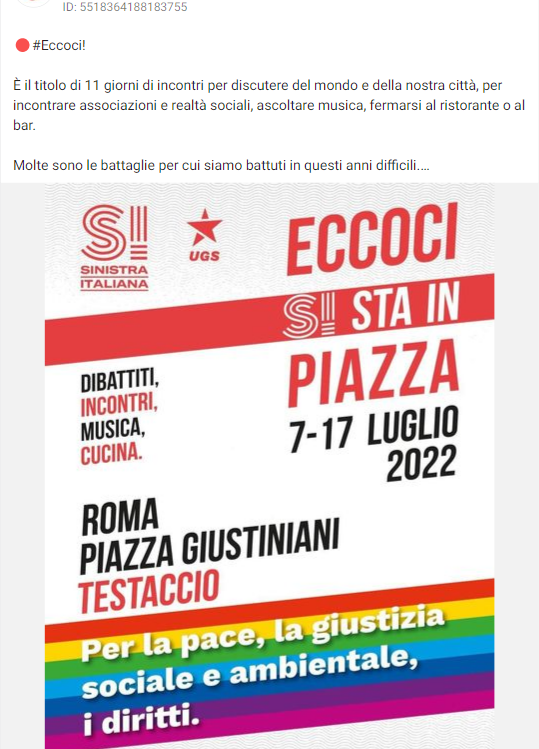 ID: 5518364188183755
🔴 #Eccoci!
È il titolo di 11 giorni di incontri per discutere del mondo e della nostra città, per
incontrare associazioni e realtà sociali, ascoltare musica, fermarsi al ristorante o al
bar.
Molte sono le battaglie per cui siamo battuti in questi anni difficili....
SI
SINISTRA
ITALIANA
UGS
ECCOCI
SI STA IN
PIAZZA
7-17 LUGLIO
2022
DIBATTITI,
INCONTRI,
MUSICA,
CUCINA.
ROMA
PIAZZA GIUSTINIANI
TESTACCIO
Per la pace, la giustizia
sociale e ambientale,
i diritti.